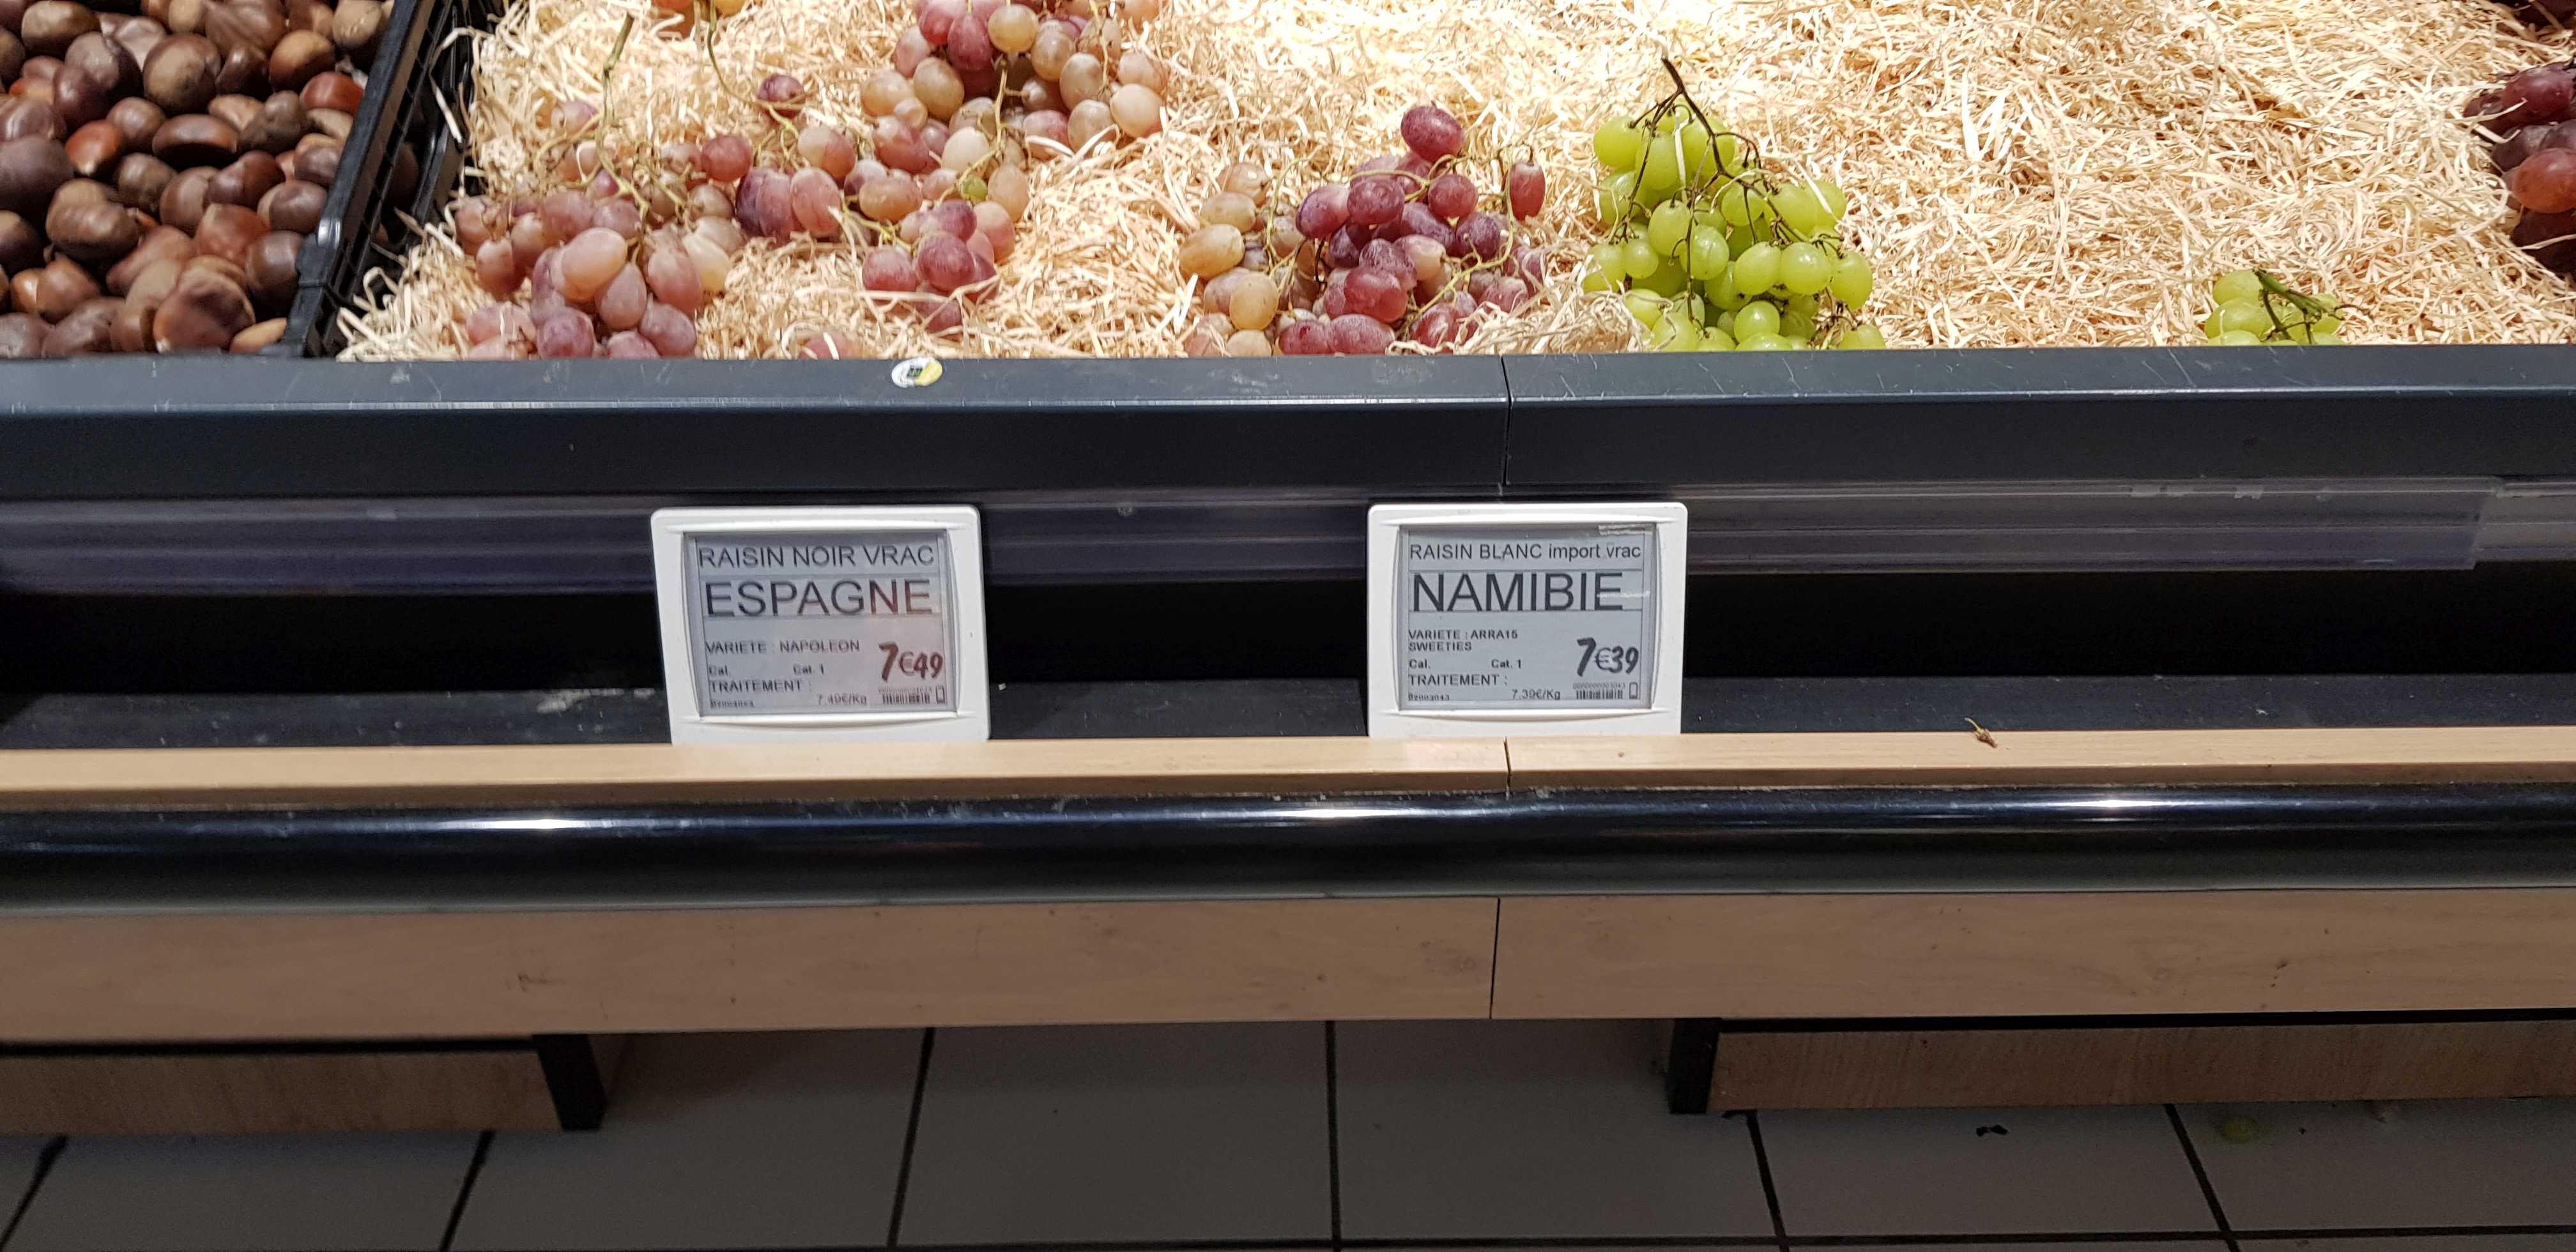 RAISIN NOIR VRAC
ESPAGNE
VARIETE : NAPOLEON
7€49
Cal. Cat. 1
TRAITEMENT :
7.49€/Kg
RAISIN BLANC import vrac
NAMIBIE
VARIETE : ARRA15
SWEETIES
7€39
Cal. Cat. 1
TRAITEMENT :
7.39€/Kg